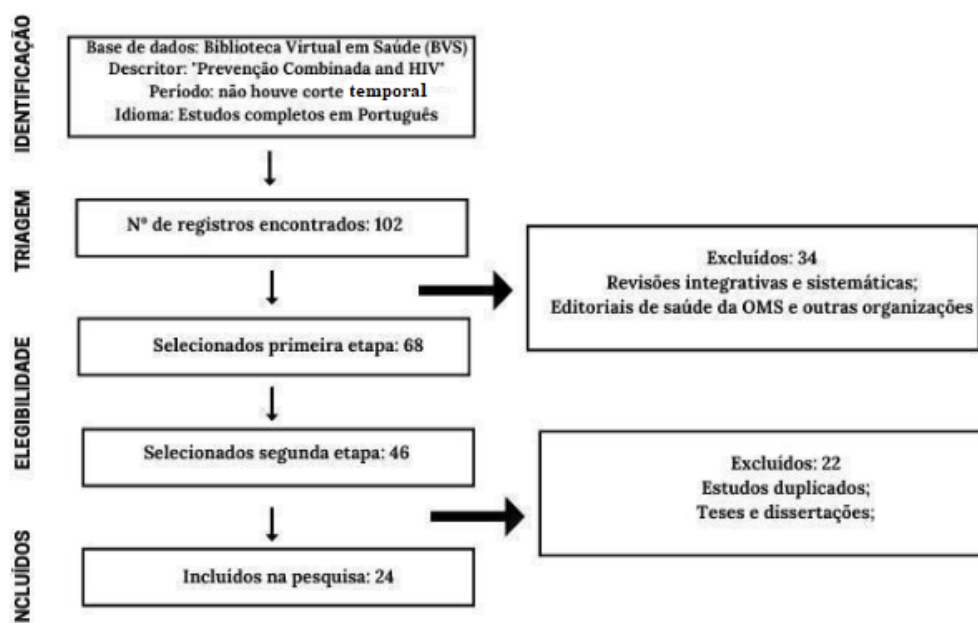 IDENTIFICAÇÃO
Base de dados: Biblioteca Virtual em Saúde (BVS)
Descritor: "Prevenção Combinada and HIV"
Período: não houve corte temporal
Idioma: Estudos completos em Português
TRIAGEM
Nº de registros encontrados: 102
Excluídos: 34
Revisões integrativas e sistemáticas;
Editoriais de saúde da OMS e outras organizações
ELEGIBILIDADE
Selecionados primeira etapa: 68
Selecionados segunda etapa: 46
Excluídos: 22
Estudos duplicados;
Teses e dissertações;
NCLUÍDOS
Incluídos na pesquisa: 24